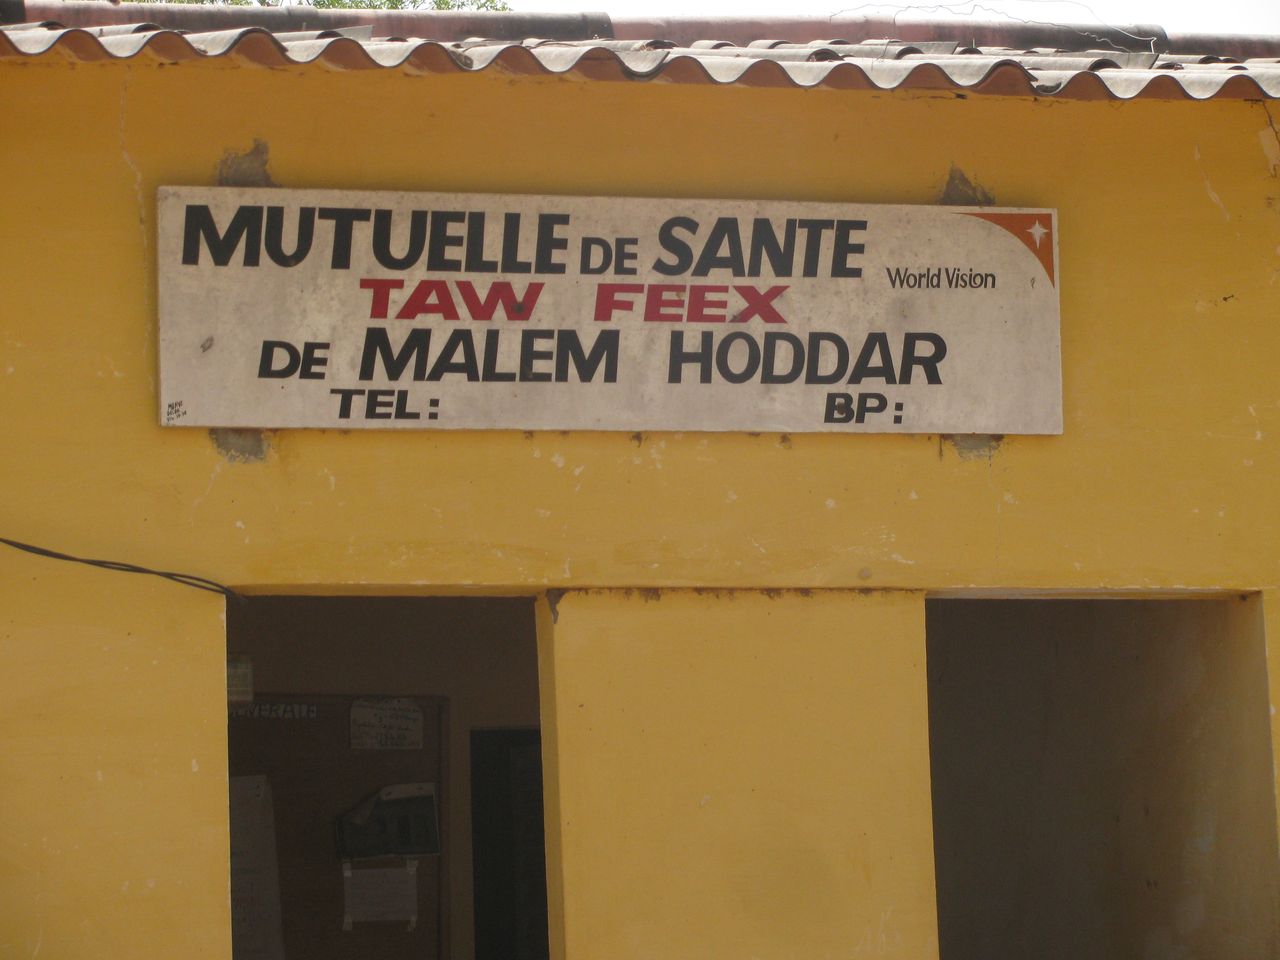 MUTUELLE DE SANTE
World Vision
TAW FEEX
DE MALEM HODDAR
TEL: BP: